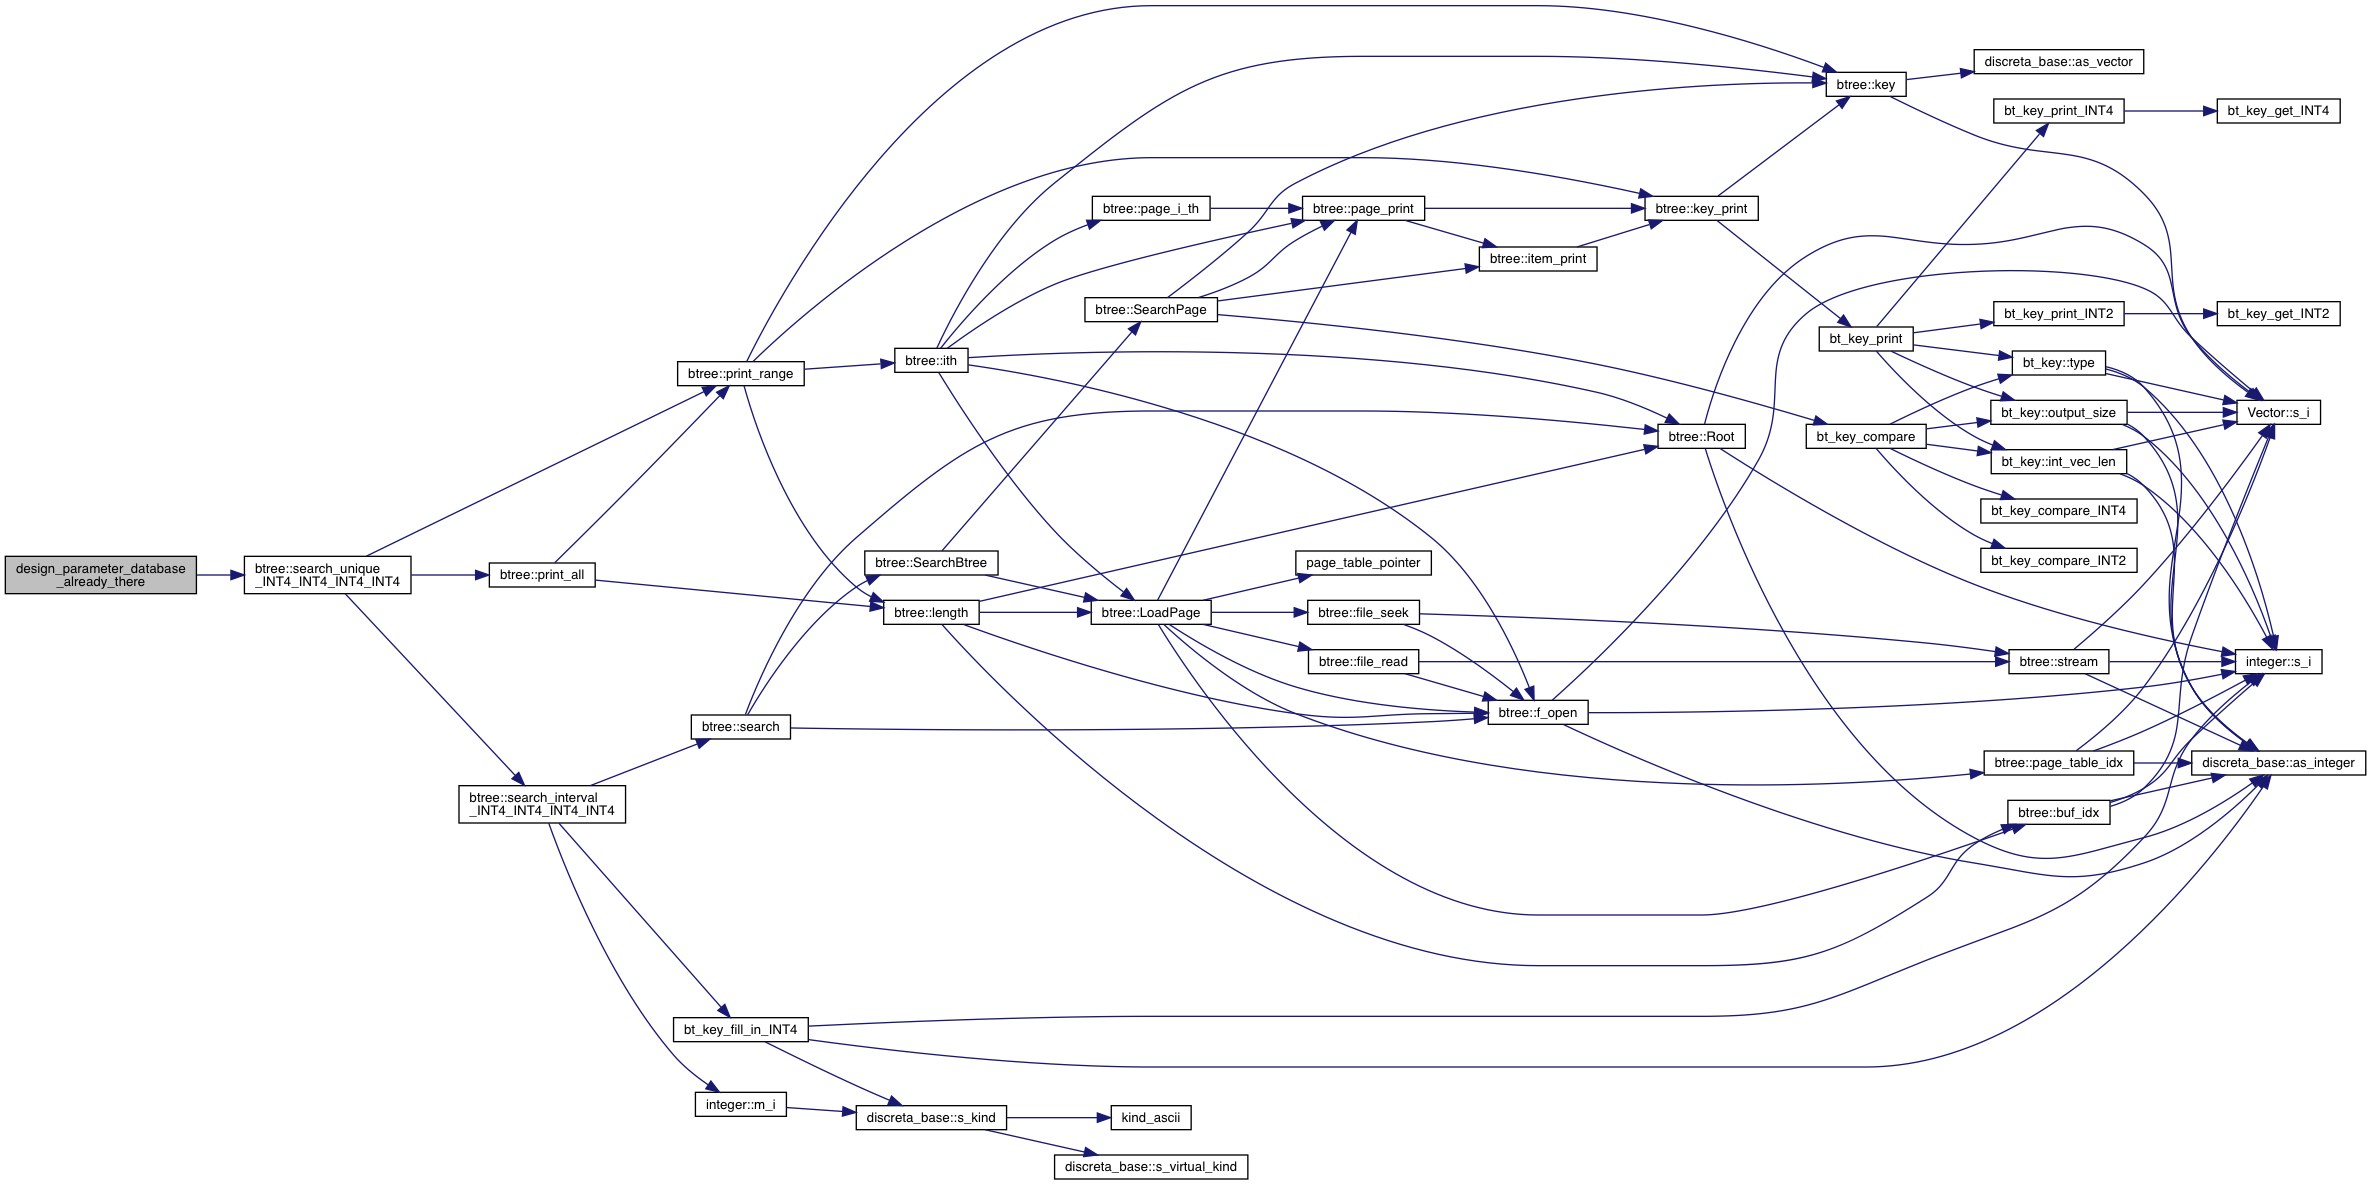 design_parameter_database
_already_there
btree::search_unique
_INT4_INT4_INT4_INT4
btree::print_all
btree::search_interval
_INT4_INT4_INT4_INT4
btree::print_range
btree::search
bt_key_fill_in_INT4
integer::m_i
btree::ith
btree::SearchBtree
btree::length
discreta_base::s_kind
btree::page_i_th
btree::SearchPage
btree::LoadPage
kind_ascii
discreta_base::s_virtual_kind
btree::page_print
page_table_pointer
btree::file_seek
btree::file_read
btree::item_print
btree::f_open
btree::key_print
btree::Root
btree::key
bt_key_print
bt_key_compare
discreta_base::as_vector
bt_key_print_INT4
bt_key_print_INT2
bt_key::type
bt_key::output_size
bt_key::int_vec_len
bt_key_compare_INT4
bt_key_compare_INT2
btree::stream
btree::page_table_idx
btree::buf_idx
bt_key_get_INT4
bt_key_get_INT2
Vector::s_i
integer::s_i
discreta_base::as_integer